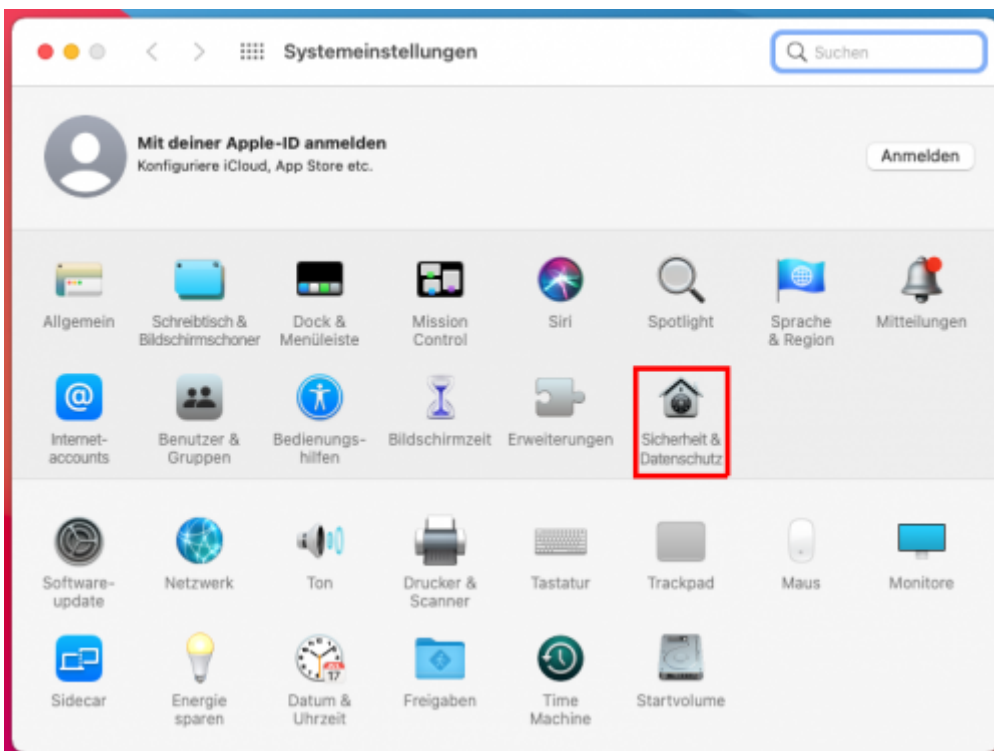 Systemeinstellungen
Suchen
Mit deiner Apple-ID anmelden
Konfiguriere iCloud, App Store etc.
Anmelden
Allgemein
Schreibtisch &
Bildschirmschoner
Dock &
Menüleiste
Mission
Control
Siri
Spotlight
Sprache
& Region
Mitteilungen
Internet-
accounts
Benutzer &
Gruppen
Bedienungs-
hilfen
Bildschirmzeit
Erweiterungen
Sicherheit &
Datenschutz
Software-
update
Netzwerk
Ton
Drucker &
Scanner
Tastatur
Trackpad
Maus
Monitore
Sidecar
Energie
sparen
JUL
17
Datum &
Uhrzeit
Freigaben
Time
Machine
Startvolume